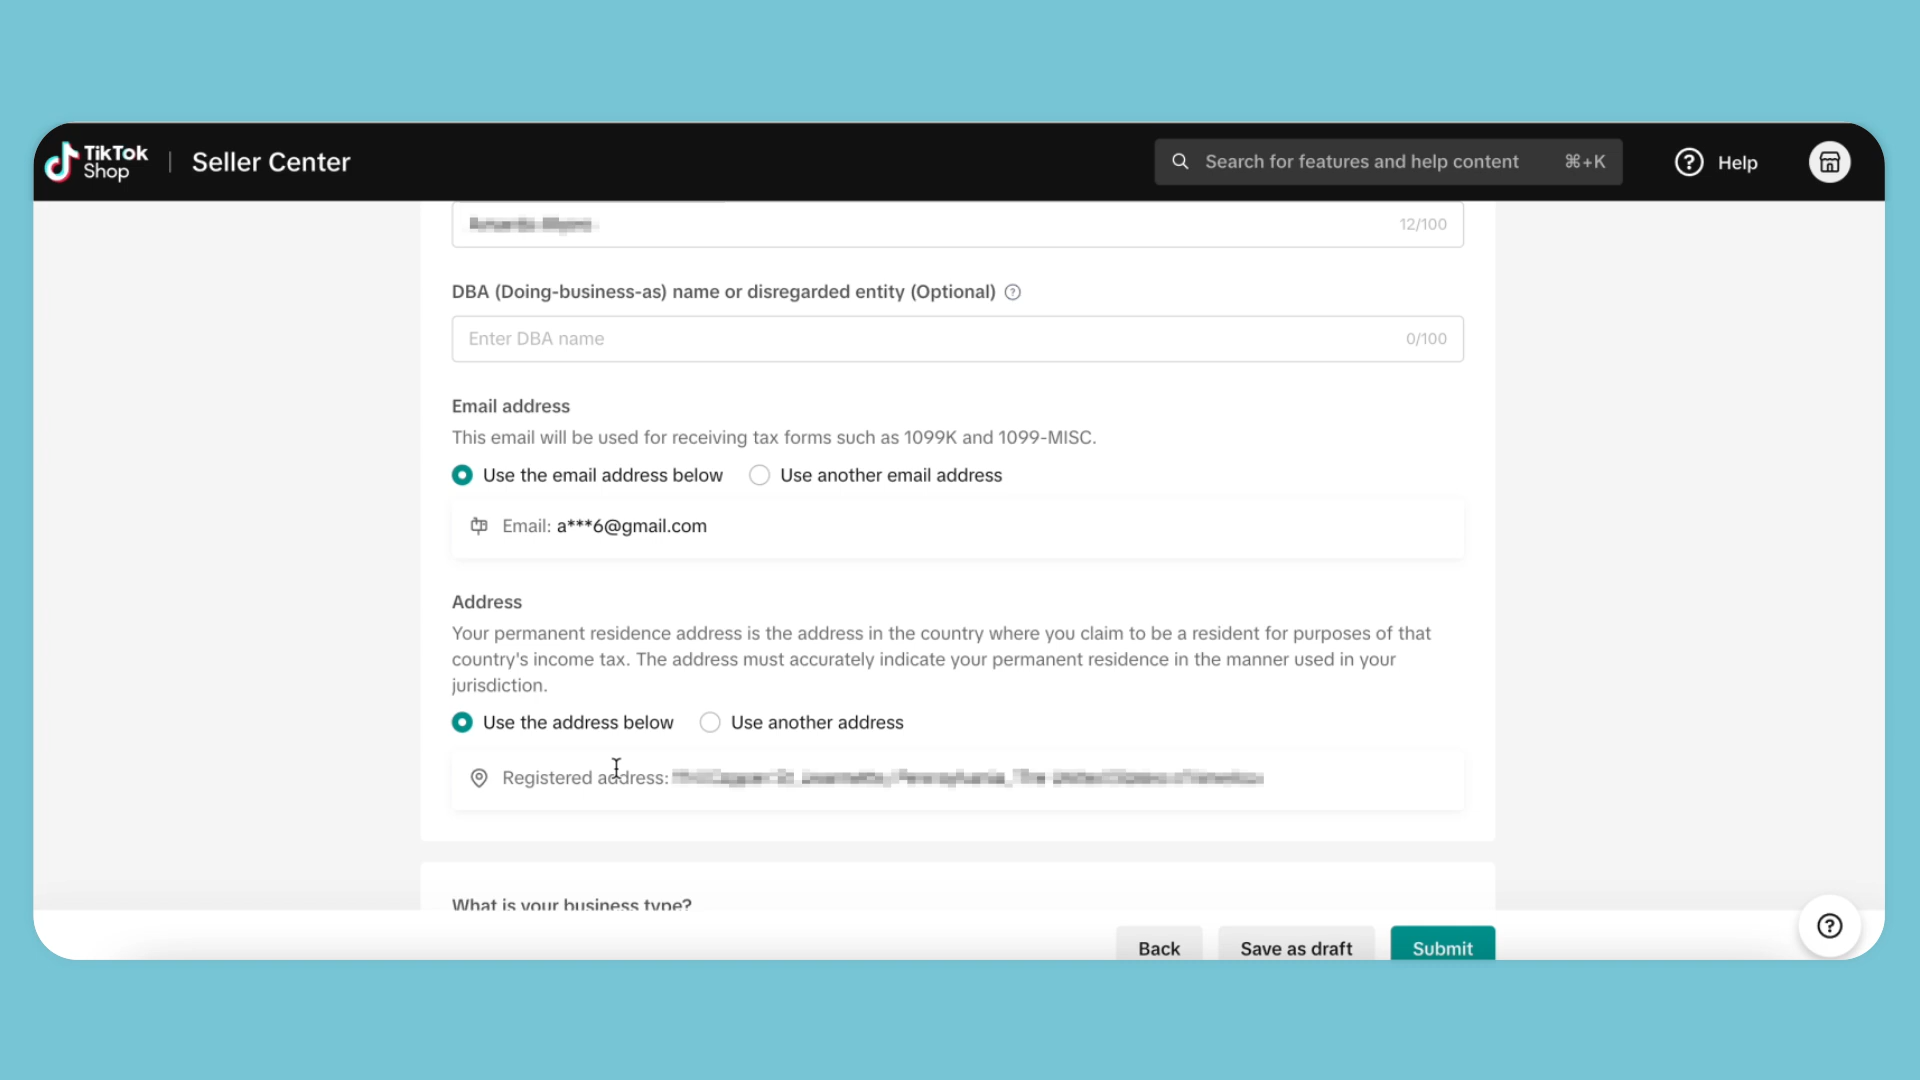 TikTok
Shop
Seller Center
Search for features and help content ⌘+K
Help
12/100
DBA (Doing-business-as) name or disregarded entity (Optional)
Enter DBA name 0/100
Email address
This email will be used for receiving tax forms such as 1099K and 1099-MISC.
Use the email address below Use another email address
Email: a***6@gmail.com
Address
Your permanent residence address is the address in the country where you claim to be a resident for purposes of that
country's income tax. The address must accurately indicate your permanent residence in the manner used in your
jurisdiction.
Use the address below Use another address
Registered address:
What is your business type?
Back Save as draft Submit